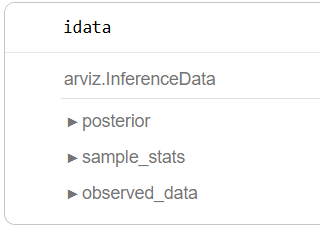 idata
arviz.InferenceData
► posterior
► sample_stats
► observed_data